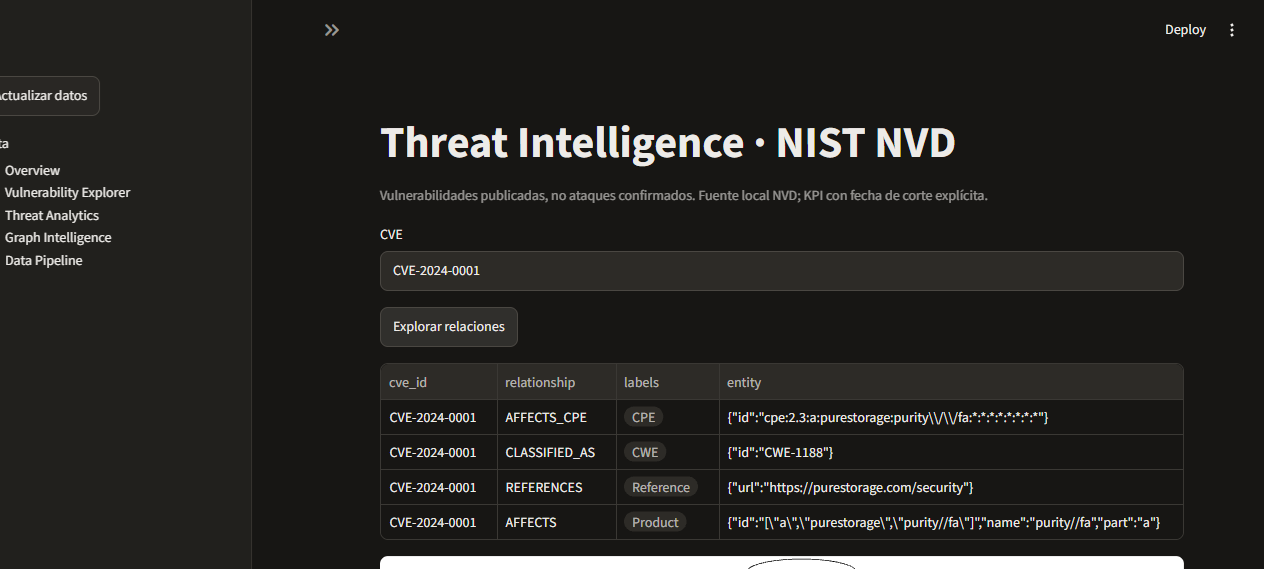 Deploy
Actualizar datos
ta
Overview
Vulnerability Explorer
Threat Analytics
Graph Intelligence
Data Pipeline
Threat Intelligence · NIST NVD
Vulnerabilidades publicadas, no ataques confirmados. Fuente local NVD; KPI con fecha de corte explícita.
CVE
CVE-2024-0001
Explorar relaciones
cve_id relationship labels entity
CVE-2024-0001 AFFECTS_CPE CPE {"id":"cpe:2.3:a:purestorage:purity\\/\\/fa:*:*:*:*:*:*:*:*"}
CVE-2024-0001 CLASSIFIED_AS CWE {"id":"CWE-1188"}
CVE-2024-0001 REFERENCES Reference {"url":"https://purestorage.com/security"}
CVE-2024-0001 AFFECTS Product {"id":"[\"a\",\"purestorage\",\"purity//fa\"]","name":"purity//fa","part":"a"}